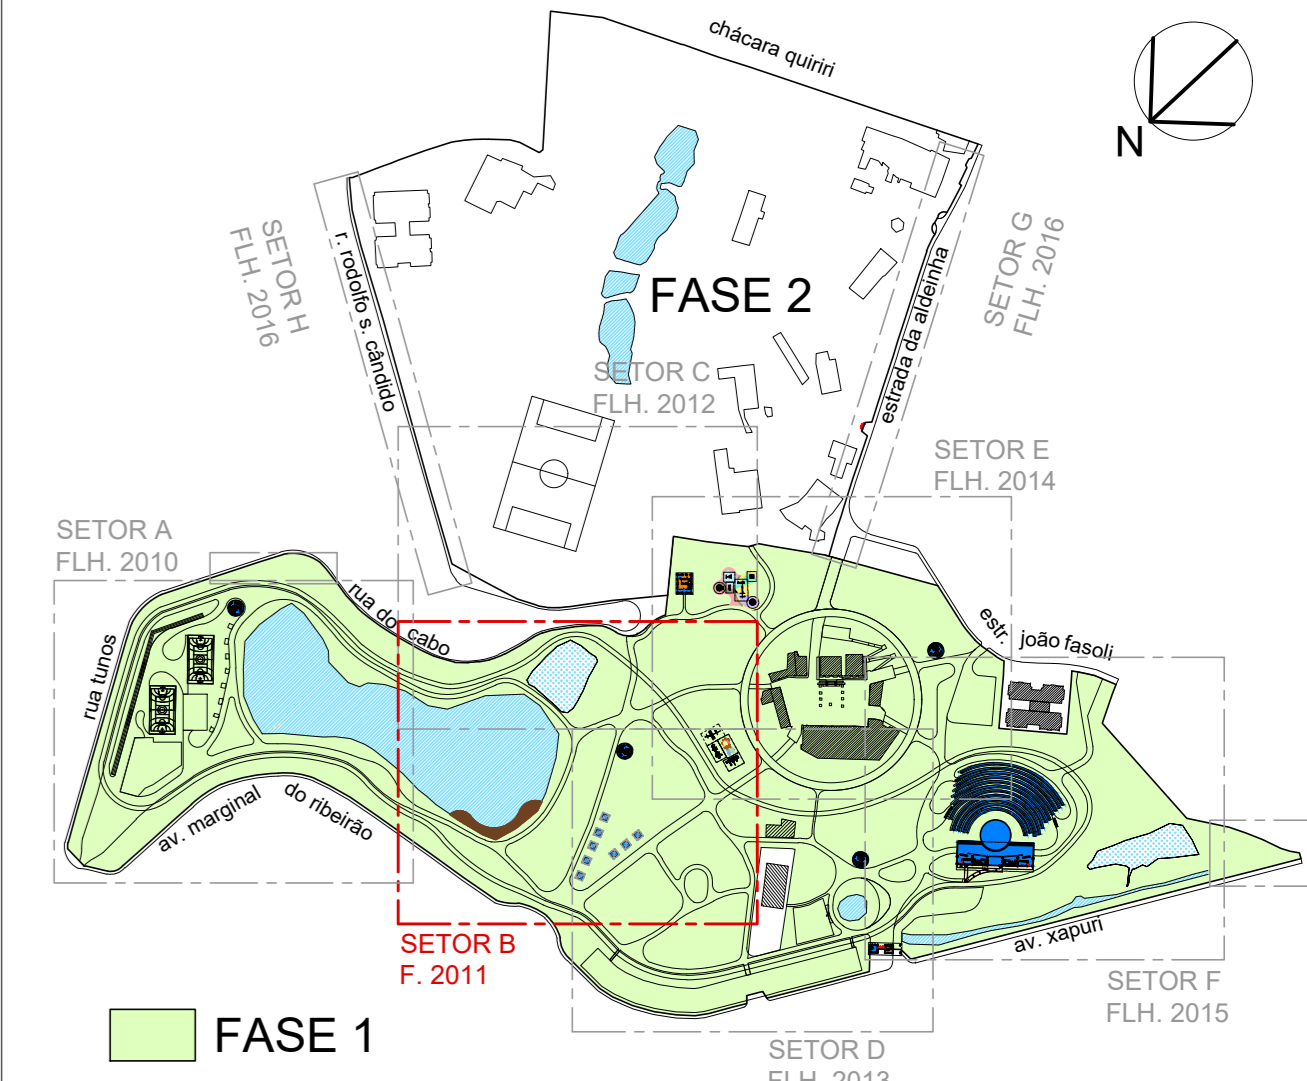 chácara quiriri
N
SETOR H
FLH. 2016
r. rodolfo s. cândido
FASE 2
estrada da aldeinha
SETOR G
FLH. 2016
SETOR C
FLH. 2012
SETOR E
FLH. 2014
SETOR A
FLH. 2010
rua do cabo
rua tunos
estr. joão fasoli
av. marginal do ribeirão
av. xapuri
SETOR B
F. 2011
SETOR F
FLH. 2015
FASE 1
SETOR D
FLH. 2013